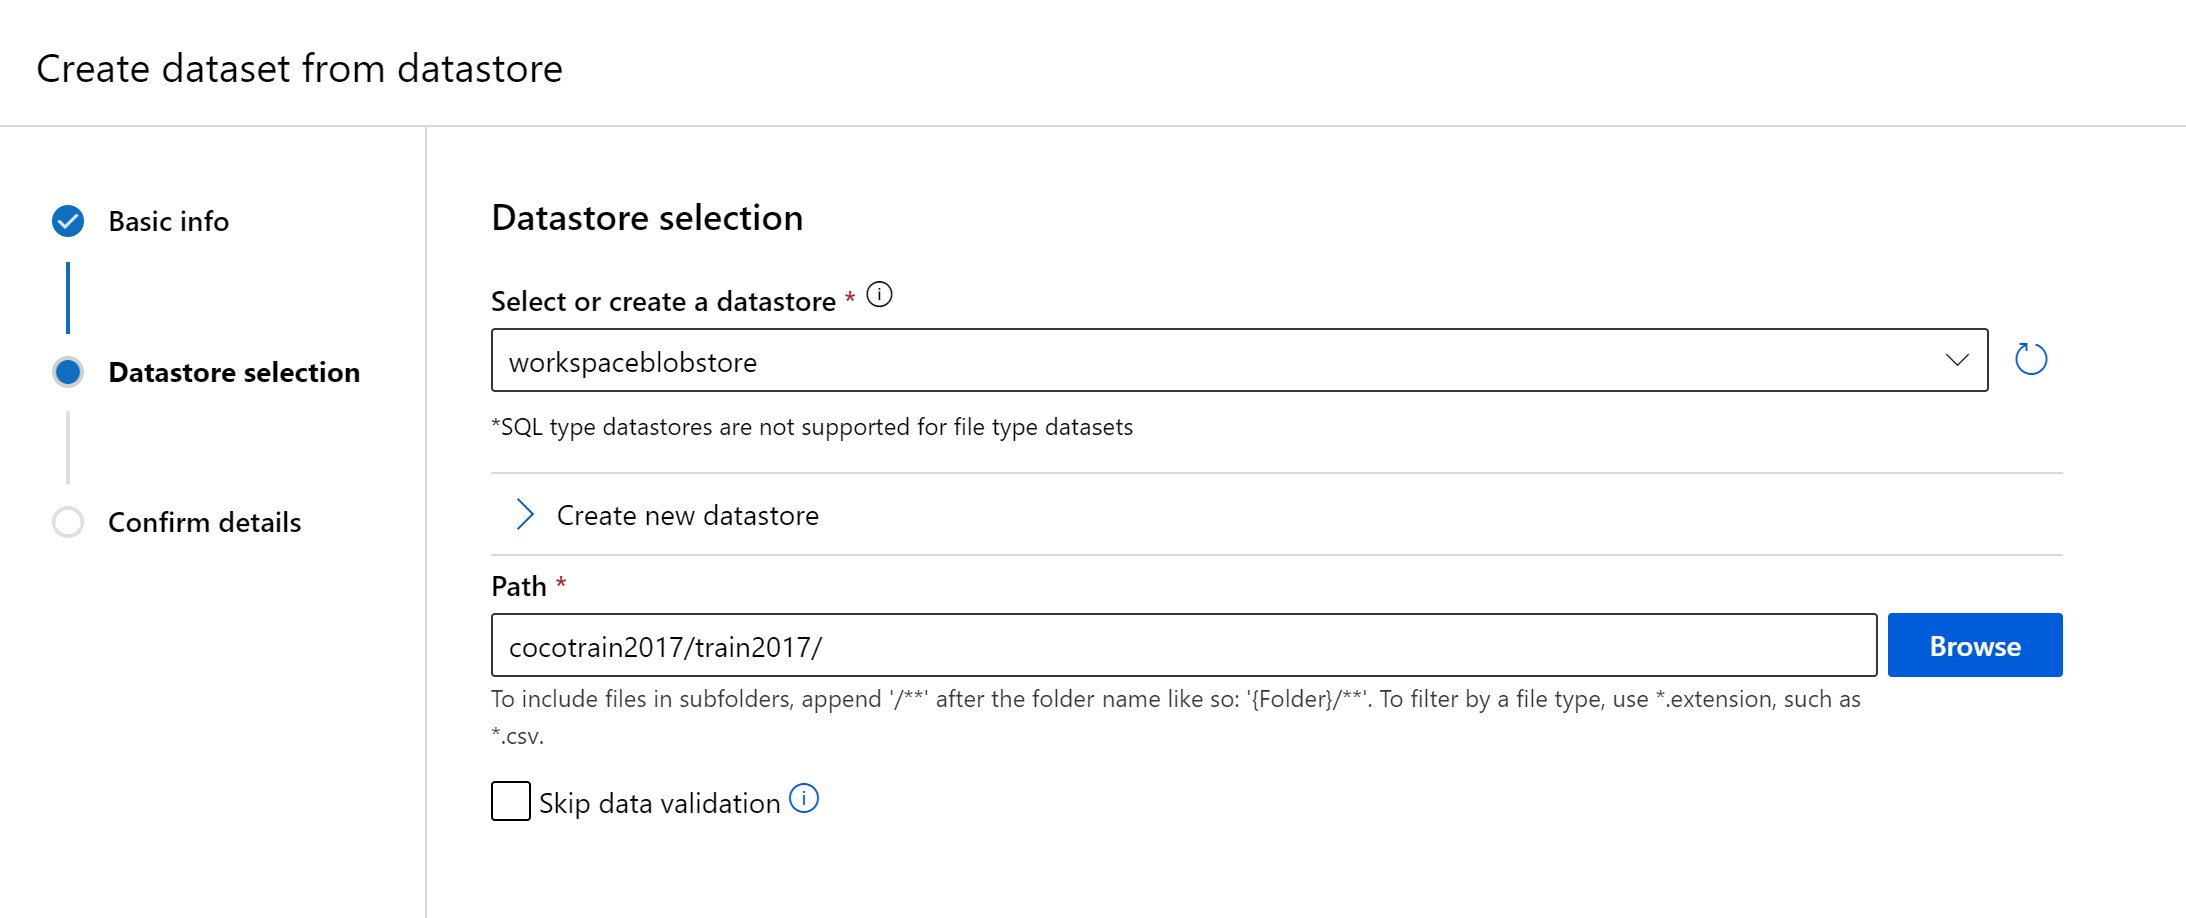 Create dataset from datastore
Basic info
Datastore selection
Confirm details
Datastore selection
Select or create a datastore *
workspaceblobstore
*SQL type datastores are not supported for file type datasets
Create new datastore
Path *
cocotrain2017/train2017/
Browse
To include files in subfolders, append '/**' after the folder name like so: '{Folder}/**'. To filter by a file type, use *.extension, such as
*.csv.
Skip data validation